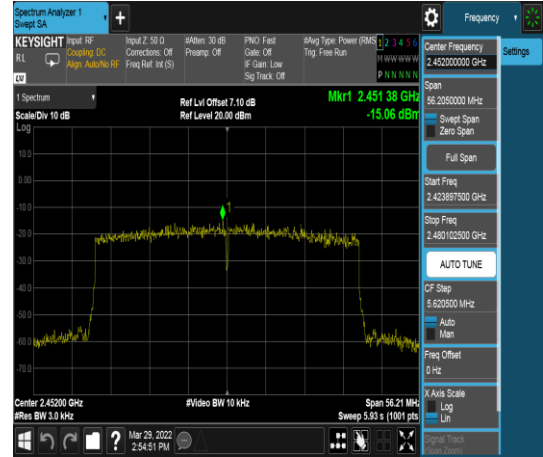 Spectrum Analyzer 1
Swept SA
+
Frequency
KEYSIGHT
R L
LXI
Input: RF
Coupling: DC
Align: Auto/No RF
Input Z: 50 Ω
Corrections: Off
Freq Ref: Int (S)
#Atten: 30 dB
Preamp: Off
PNO: Fast
Gate: Off
IF Gain: Low
Sig Track: Off
#Avg Type: Power (RMS
Trig: Free Run
1 2 3 4 5 6
M W W W W W
P N N N N N
1 Spectrum
Scale/Div 10 dB
Log
Ref Lvl Offset 7.10 dB
Ref Level 20.00 dBm
Mkr1 2.451 38 GHz
-15.06 dBm
10.0
0.00
-10.0
-20.0
-30.0
-40.0
-50.0
-60.0
-70.0
1
Center 2.45200 GHz
#Res BW 3.0 kHz
#Video BW 10 kHz
Span 56.21 MHz
Sweep 5.93 s (1001 pts
Mar 29, 2022
2:54:51 PM
?
Center Frequency
2.452000000 GHz
Span
56.2050000 MHz
Swept Span
Zero Span
Full Span
Start Freq
2.423897500 GHz
Stop Freq
2.480102500 GHz
AUTO TUNE
CF Step
5.620500 MHz
Auto
Man
Freq Offset
0 Hz
X Axis Scale
Log
Lin
Signal Track
(Span Zoom)
Settings